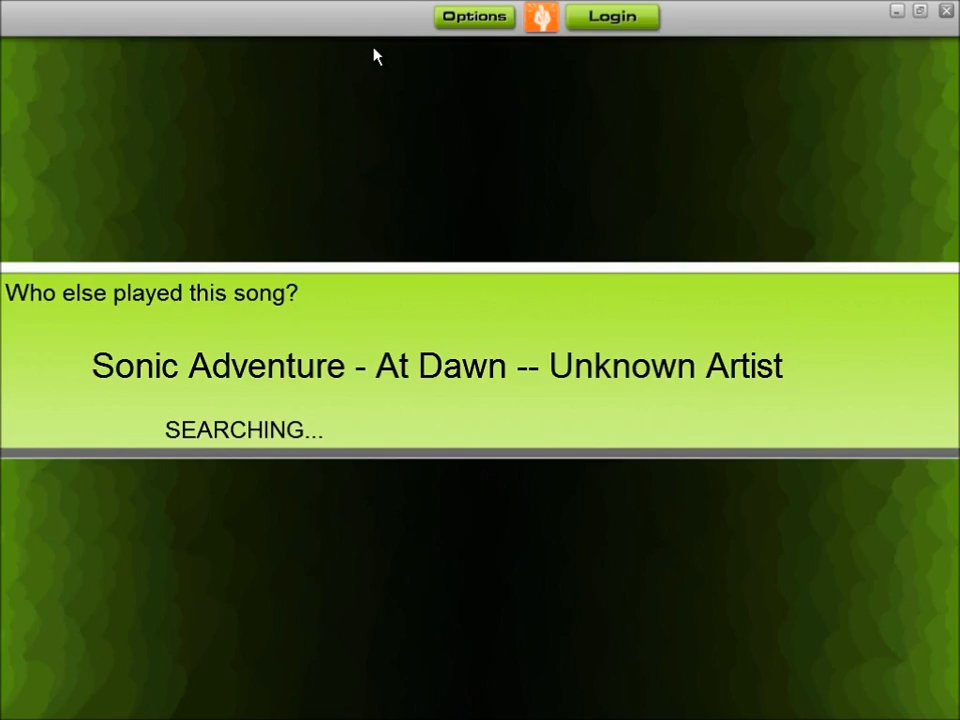 Options
Login
Who else played this song?
Sonic Adventure - At Dawn -- Unknown Artist
SEARCHING...